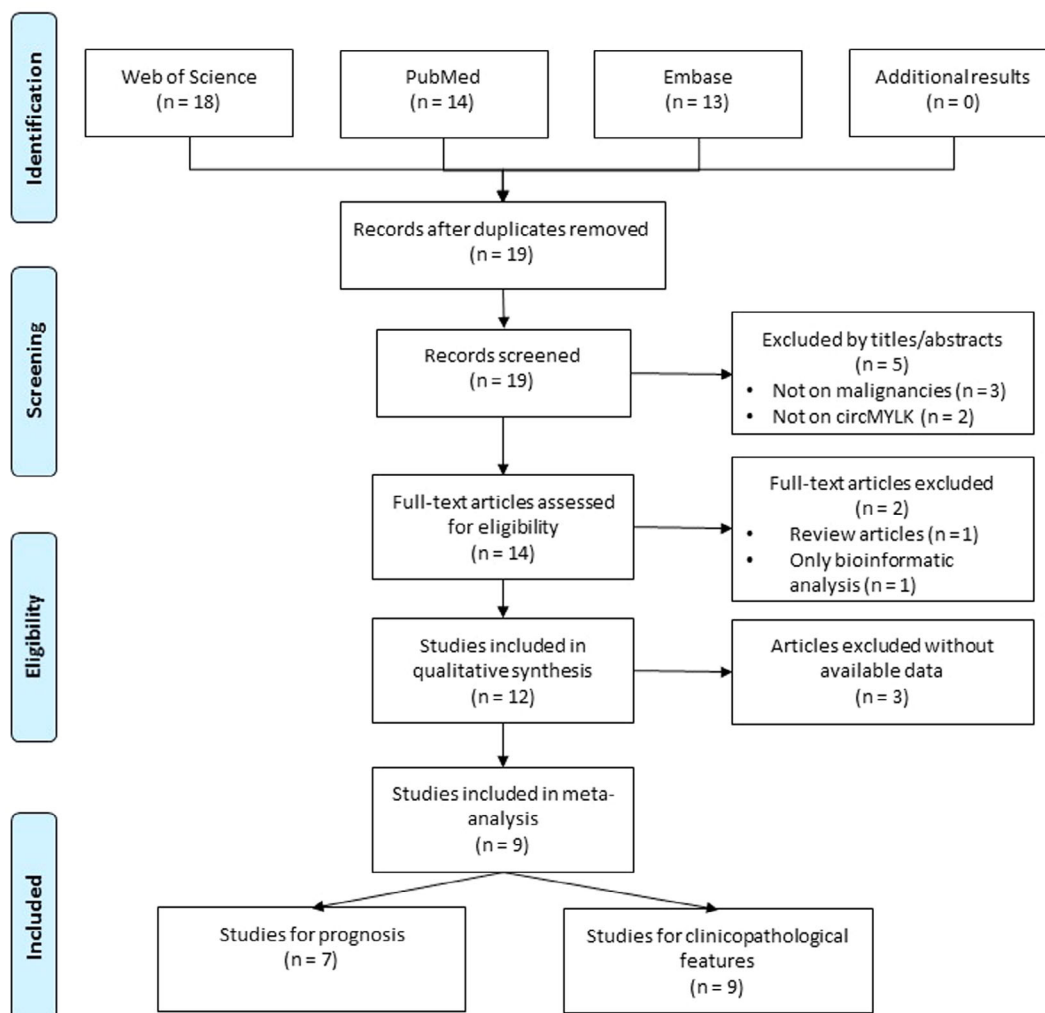 Identification
Web of Science
(n = 18)
PubMed
(n = 14)
Embase
(n = 13)
Additional results
(n = 0)
Records after duplicates removed
(n = 19)
Screening
Records screened
(n = 19)
Excluded by titles/abstracts
(n = 5)
• Not on malignancies (n = 3)
• Not on circMYLK (n = 2)
Eligibility
Full-text articles assessed
for eligibility
(n = 14)
Full-text articles excluded
(n = 2)
• Review articles (n = 1)
• Only bioinformatic
analysis (n = 1)
Studies included in
qualitative synthesis
(n = 12)
Articles excluded without
available data
(n = 3)
Included
Studies included in meta-
analysis
(n = 9)
Studies for prognosis
(n = 7)
Studies for clinicopathological
features
(n = 9)